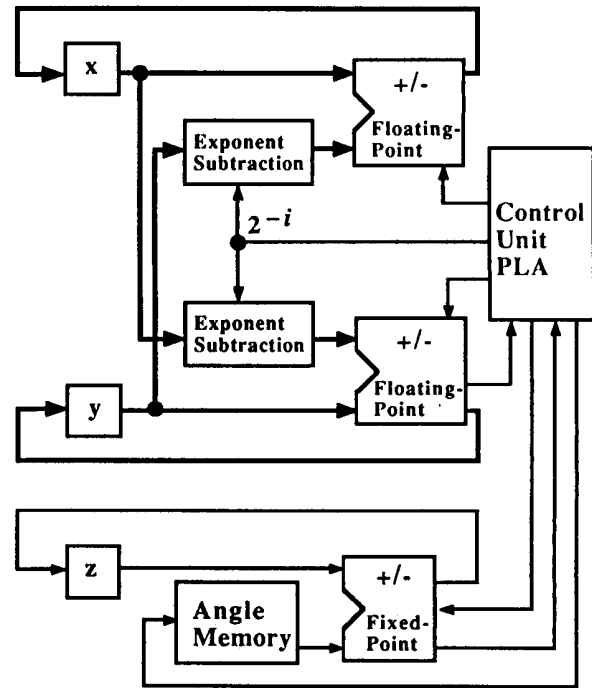 x
+/-
Floating-
Point
Exponent
Subtraction
2^{-i}
Control
Unit
PLA
Exponent
Subtraction
+/-
Floating-
Point
y
z
+/-
Fixed-
Point
Angle
Memory